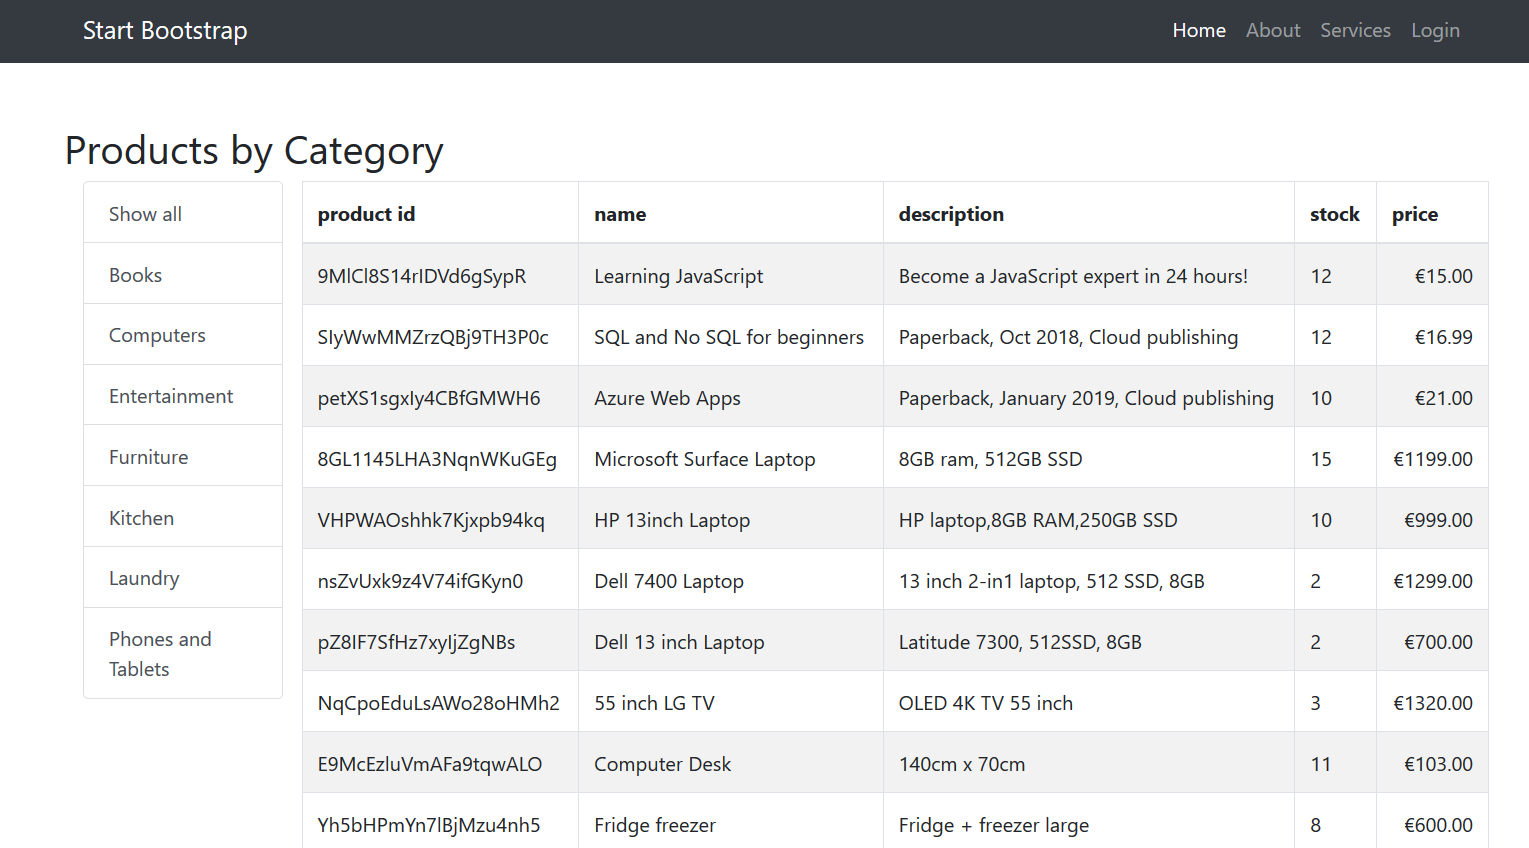 Start Bootstrap Home About Services Login
Products by Category
Show all
Books
Computers
Entertainment
Furniture
Kitchen
Laundry
Phones and
Tablets
product id name description stock price
9MlCl8S14rIDVd6gSypR Learning JavaScript Become a JavaScript expert in 24 hours! 12 €15.00
SIyWwMMZrzQBj9TH3P0c SQL and No SQL for beginners Paperback, Oct 2018, Cloud publishing 12 €16.99
petXS1sgxIy4CBfGMWH6 Azure Web Apps Paperback, January 2019, Cloud publishing 10 €21.00
8GL1145LHA3NqnWKuGEg Microsoft Surface Laptop 8GB ram, 512GB SSD 15 €1199.00
VHPWAOshhk7Kjxpb94kq HP 13inch Laptop HP laptop,8GB RAM,250GB SSD 10 €999.00
nsZvUxk9z4V74ifGKyn0 Dell 7400 Laptop 13 inch 2-in1 laptop, 512 SSD, 8GB 2 €1299.00
pZ8IF7SfHz7xyIjZgNBs Dell 13 inch Laptop Latitude 7300, 512SSD, 8GB 2 €700.00
NqCpoEduLsAWo28oHMh2 55 inch LG TV OLED 4K TV 55 inch 3 €1320.00
E9McEzluVmAFa9tqwALO Computer Desk 140cm x 70cm 11 €103.00
Yh5bHPmYn7lBjMzu4nh5 Fridge freezer Fridge + freezer large 8 €600.00